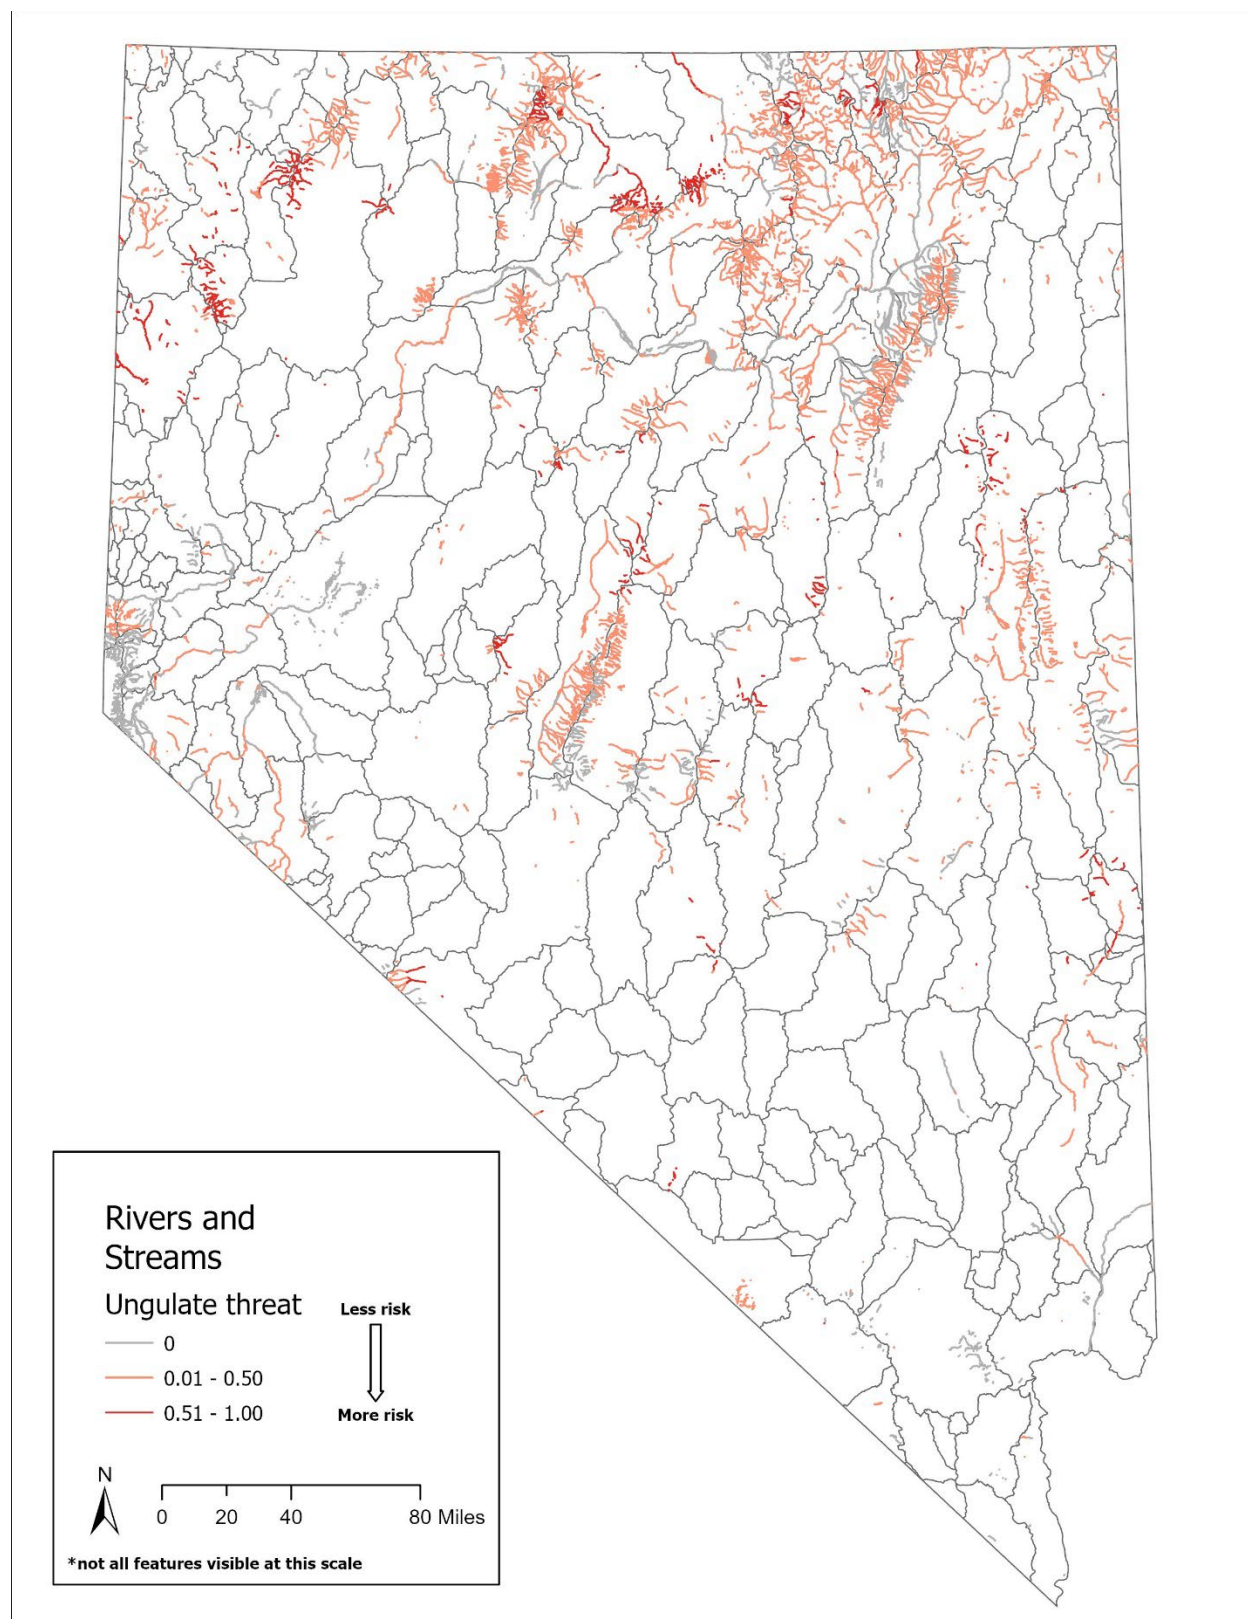 Rivers and
Streams
Ungulate threat
Less risk
0
0.01 - 0.50
0.51 - 1.00
More risk
N
0 20 40 80 Miles
*not all features visible at this scale